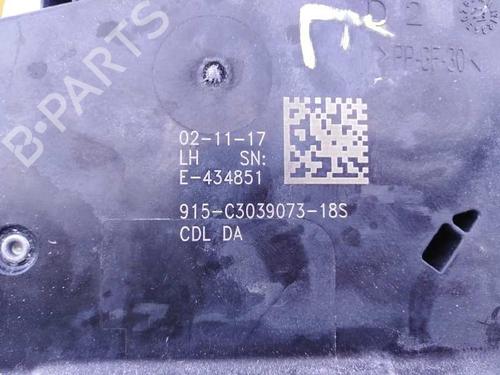 D 2
>PP-GF-30<
02-11-17
LH SN:
E-434851
915-C3039073-18S
CDL DA
B-PARTS